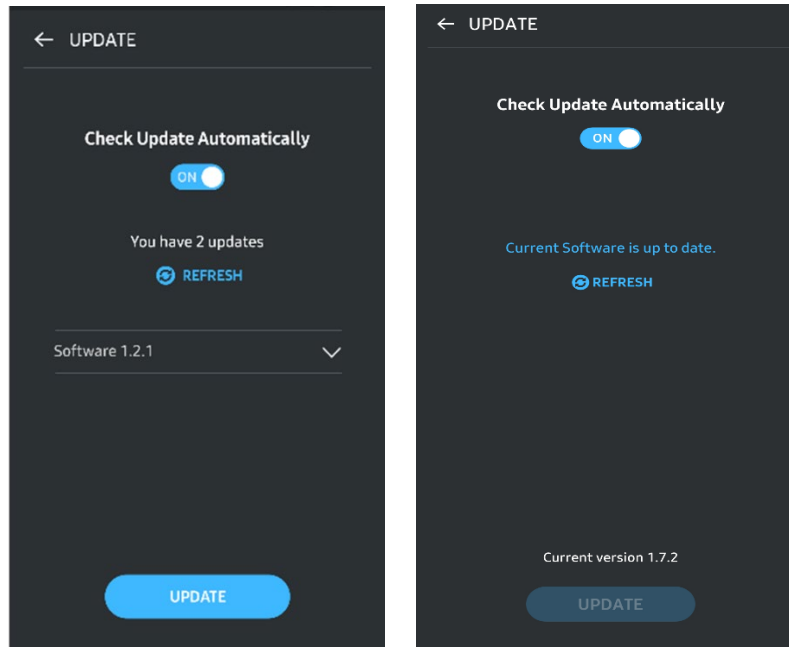 UPDATE
Check Update Automatically
ON
You have 2 updates
REFRESH
Software 1.2.1
UPDATE
UPDATE
Check Update Automatically
ON
Current Software is up to date.
REFRESH
Current version 1.7.2
UPDATE